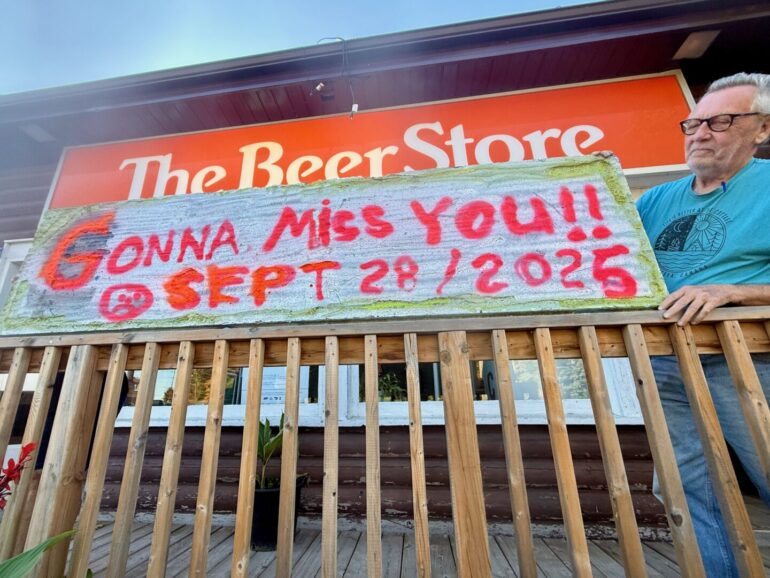 The Beer Store
GONNA MISS YOU!!
SEPT 28/2025